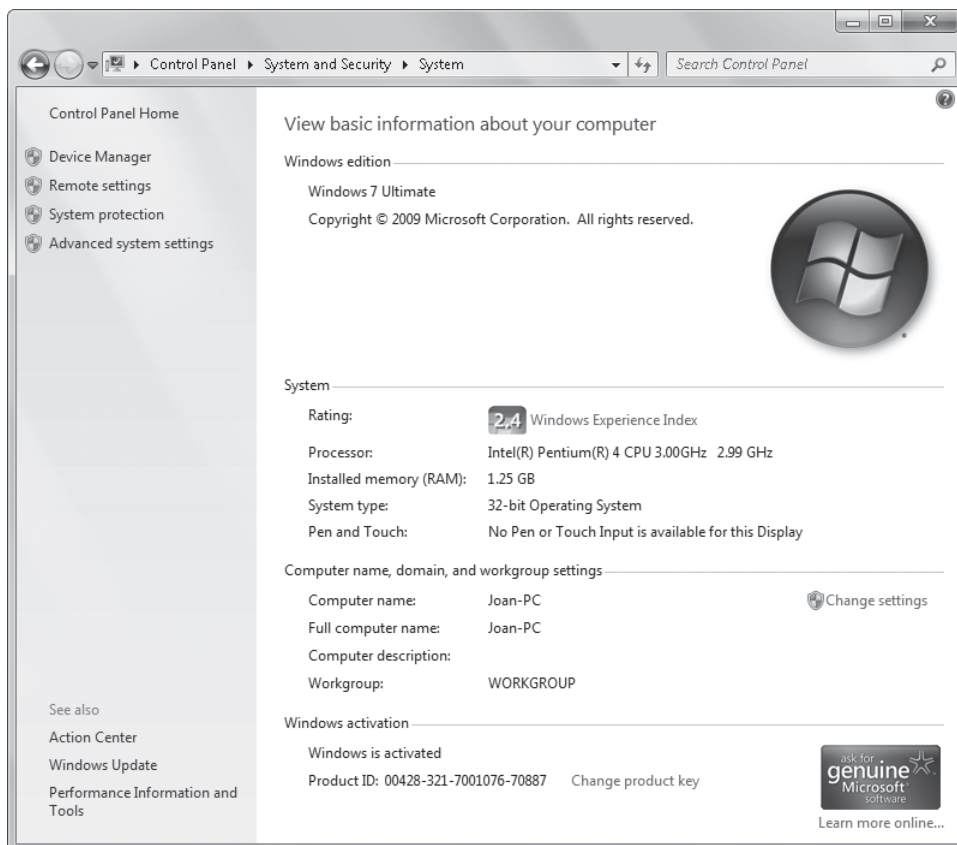 Control Panel ▸ System and Security ▸ System
Search Control Panel
Control Panel Home
Device Manager
Remote settings
System protection
Advanced system settings
See also
Action Center
Windows Update
Performance Information and
Tools
View basic information about your computer
Windows edition
Windows 7 Ultimate
Copyright © 2009 Microsoft Corporation. All rights reserved.
System
Rating: 2,4 Windows Experience Index
Processor: Intel(R) Pentium(R) 4 CPU 3.00GHz 2.99 GHz
Installed memory (RAM): 1.25 GB
System type: 32-bit Operating System
Pen and Touch: No Pen or Touch Input is available for this Display
Computer name, domain, and workgroup settings
Computer name: Joan-PC Change settings
Full computer name: Joan-PC
Computer description:
Workgroup: WORKGROUP
Windows activation
Windows is activated
Product ID: 00428-321-7001076-70887 Change product key
ask for
genuine
Microsoft
software
Learn more online...